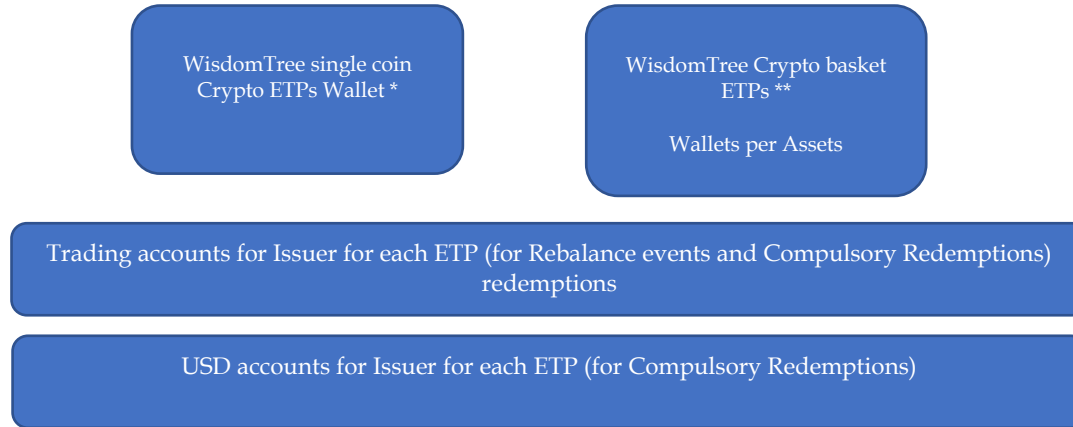 WisdomTree single coin
Crypto ETPs Wallet *
WisdomTree Crypto basket
ETPs **
Wallets per Assets
Trading accounts for Issuer for each ETP (for Rebalance events and Compulsory Redemptions)
redemptions
USD accounts for Issuer for each ETP (for Compulsory Redemptions)